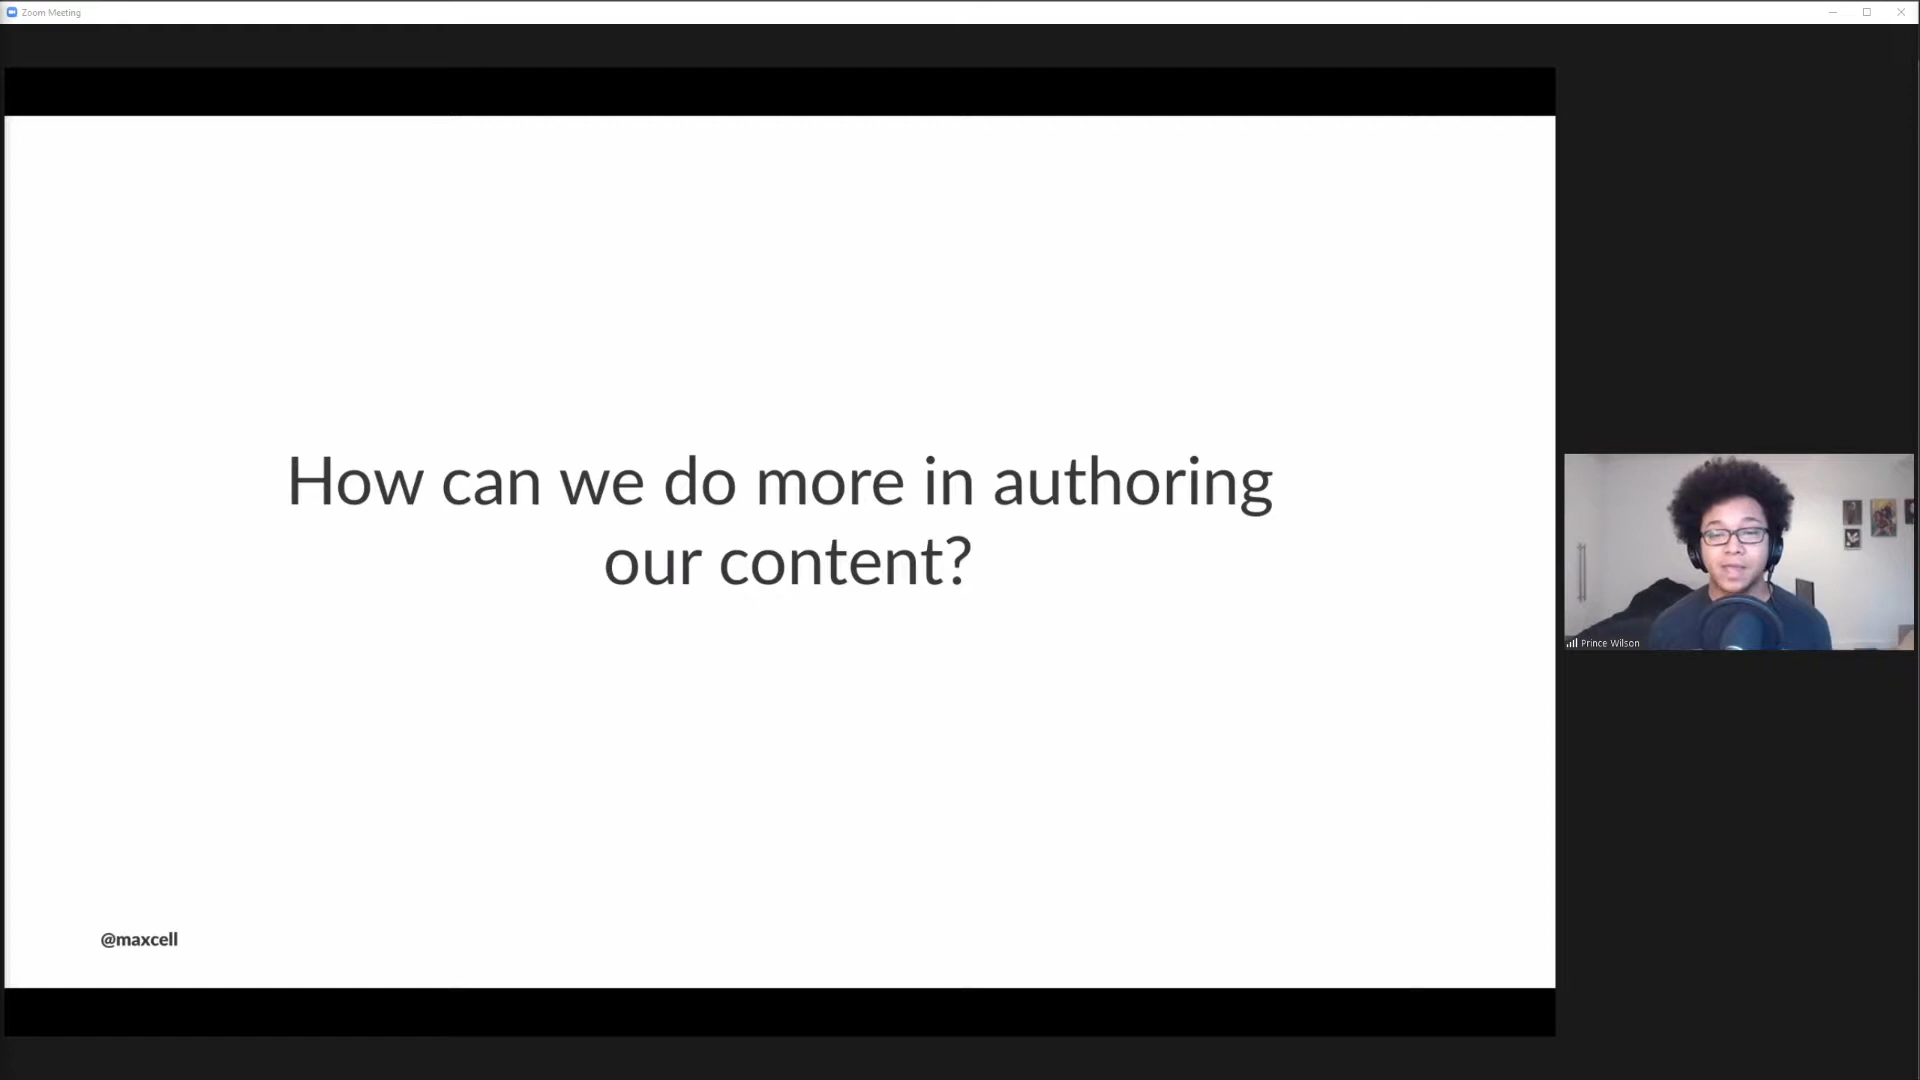 Zoom Meeting
How can we do more in authoring
our content?
Prince Wilson
@maxcell